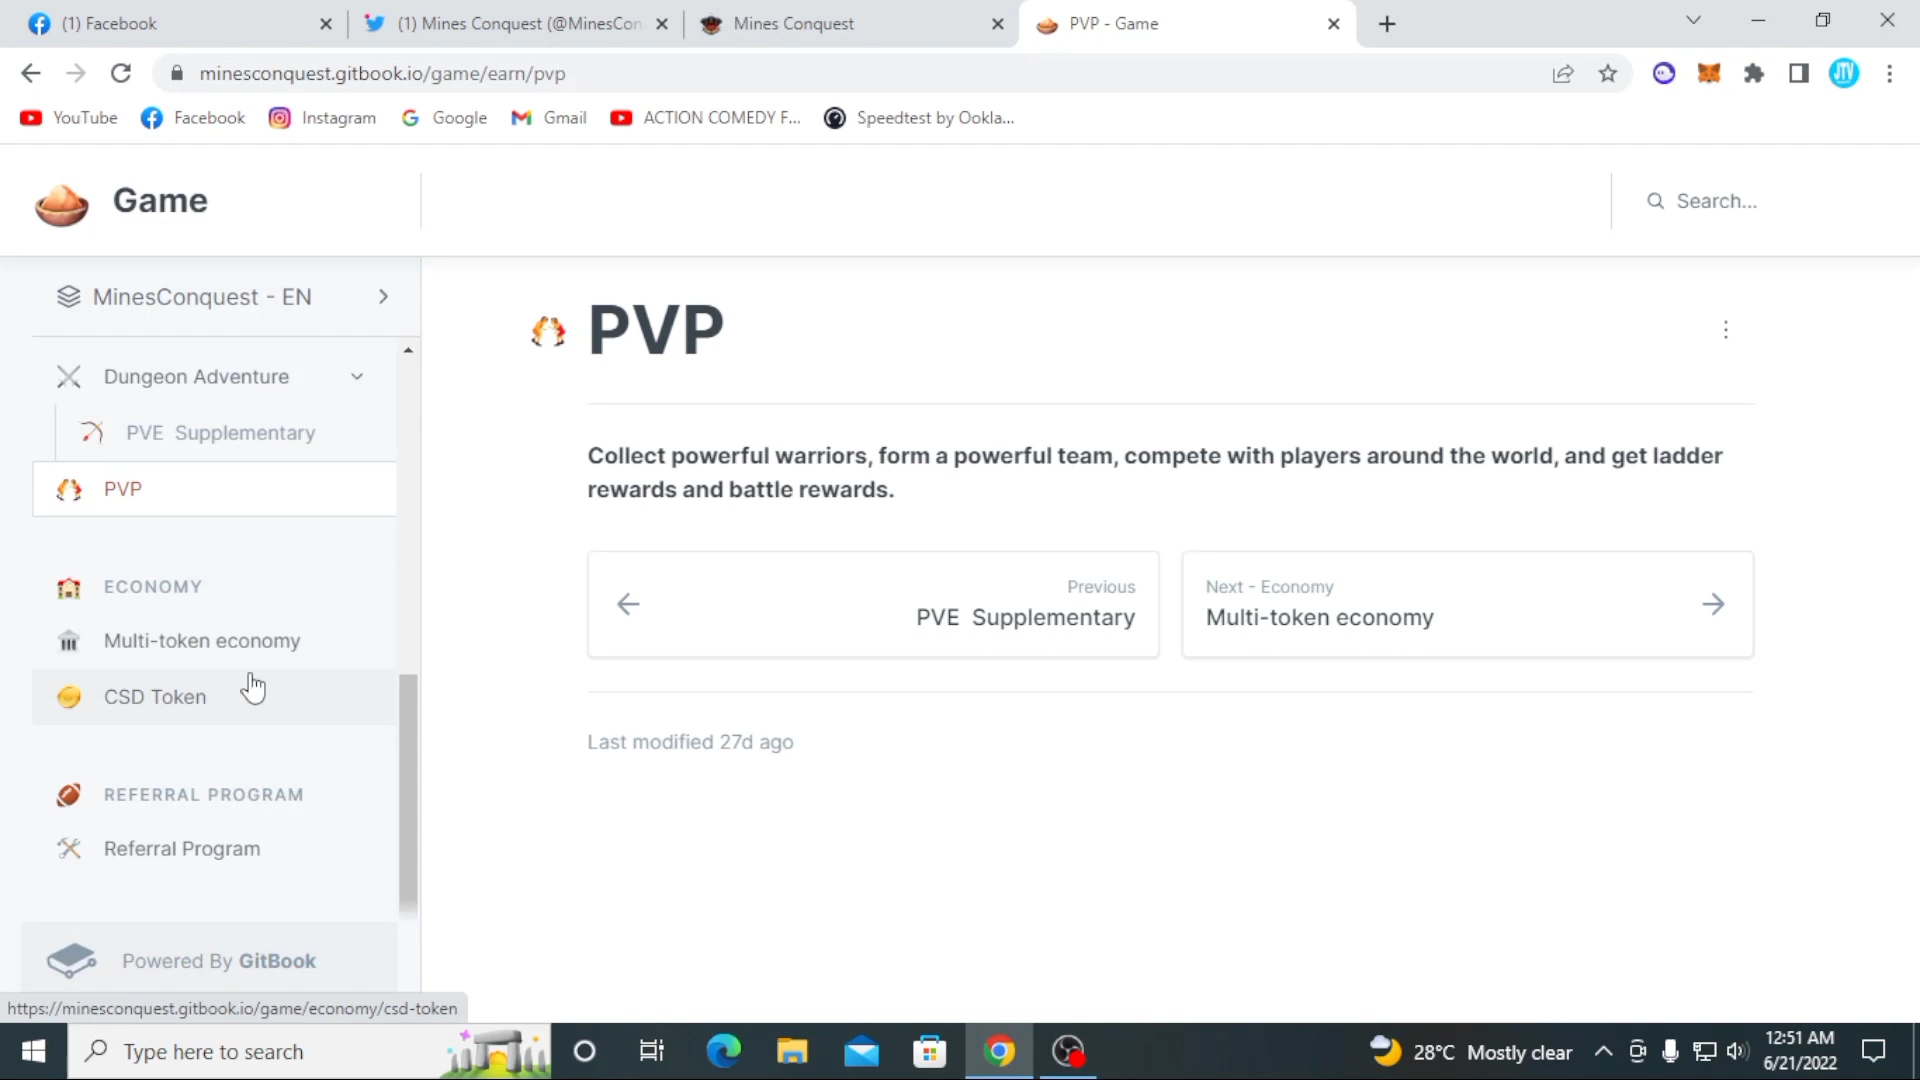 (1) Facebook
(1) Mines Conquest (@MinesCon
Mines Conquest
PVP - Game
minesconquest.gitbook.io/game/earn/pvp
YouTube
Facebook
Instagram
Google
Gmail
ACTION COMEDY F...
Speedtest by Ookla...
Game
Search...
MinesConquest - EN
Dungeon Adventure
PVE Supplementary
PVP
ECONOMY
Multi-token economy
CSD Token
REFERRAL PROGRAM
Referral Program
Powered By GitBook
PVP
Collect powerful warriors, form a powerful team, compete with players around the world, and get ladder
rewards and battle rewards.
Previous
PVE Supplementary
Next - Economy
Multi-token economy
Last modified 27d ago
https://minesconquest.gitbook.io/game/economy/csd-token
Type here to search
28°C Mostly clear
12:51 AM
6/21/2022